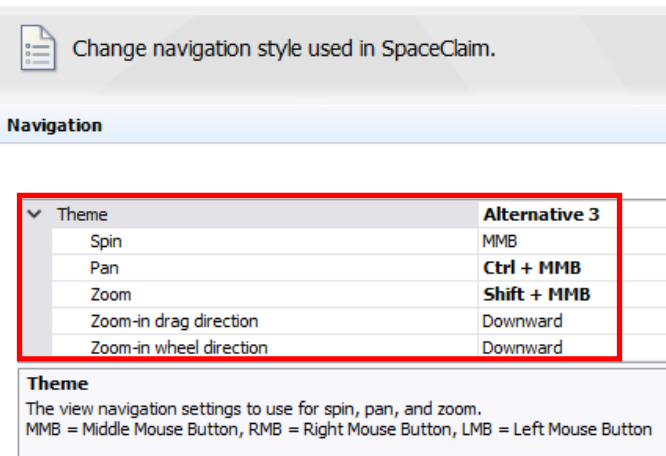 Change navigation style used in SpaceClaim.
Navigation
Theme Alternative 3
Spin MMB
Pan Ctrl + MMB
Zoom Shift + MMB
Zoom-in drag direction Downward
Zoom-in wheel direction Downward
Theme
The view navigation settings to use for spin, pan, and zoom.
MMB = Middle Mouse Button, RMB = Right Mouse Button, LMB = Left Mouse Button